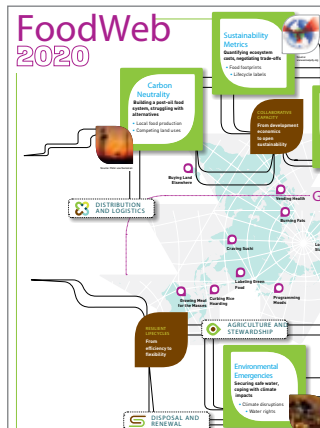 FoodWeb
2020
Sustainability
Metrics
Quantifying ecosystem
costs, negotiating trade-offs
• Food footprints
• Lifecycle labels
Carbon
Neutrality
Building a post-oil food
system, struggling with
alternatives
• Local food production
• Competing land uses
COLLABORATIVE
CAPACITY
From development
economics
to open
sustainability
Buying Land
Elsewhere
Vending Health
Burning Fats
DISTRIBUTION
AND LOGISTICS
Craving Sushi
Labeling Green
Food
Growing Meat
for the Masses
Curbing Rice
Hoarding
Programming
Moods
RESILIENT
LIFECYCLES
From
efficiency to
flexibility
AGRICULTURE AND
STEWARDSHIP
Environmental
Emergencies
Securing safe water,
coping with climate
impacts
• Climate disruptions
• Water rights
DISPOSAL AND
RENEWAL